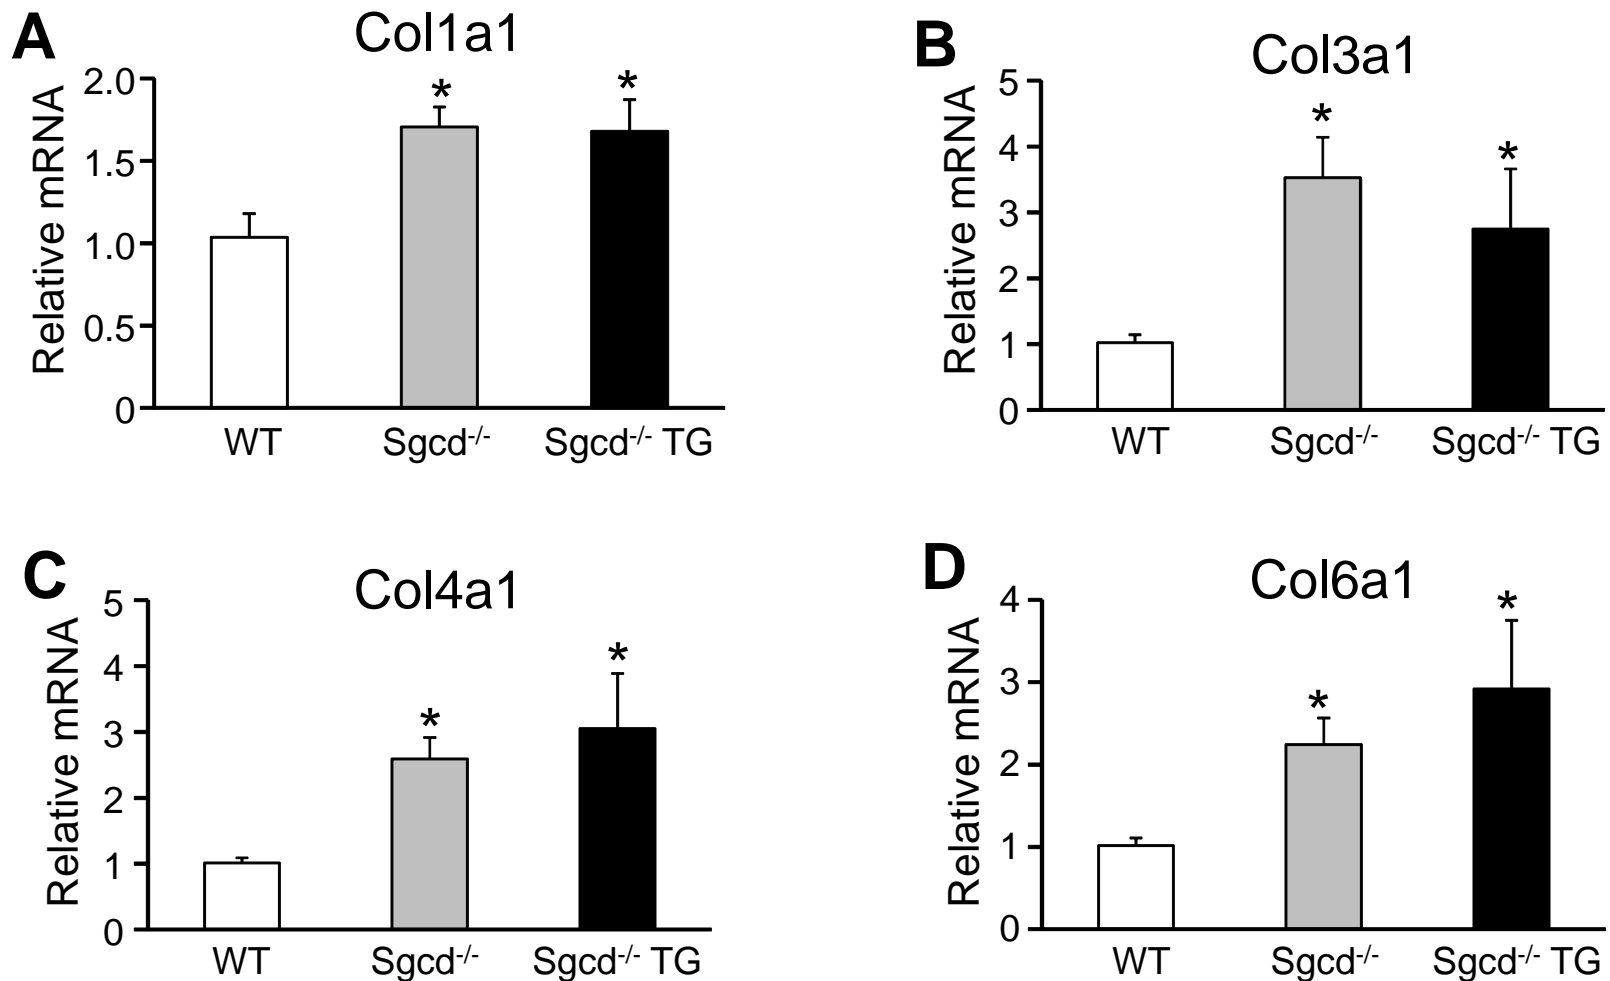 A
Col1a1
Relative mRNA
2.0
1.5
1.0
0.5
0
*
*
WT
Sgcd-/-
Sgcd-/- TG
B
Col3a1
Relative mRNA
5
4
3
2
1
0
*
*
WT
Sgcd-/-
Sgcd-/- TG
C
Col4a1
Relative mRNA
5
4
3
2
1
0
*
*
WT
Sgcd-/-
Sgcd-/- TG
D
Col6a1
Relative mRNA
4
3
2
1
0
*
*
WT
Sgcd-/-
Sgcd-/- TG